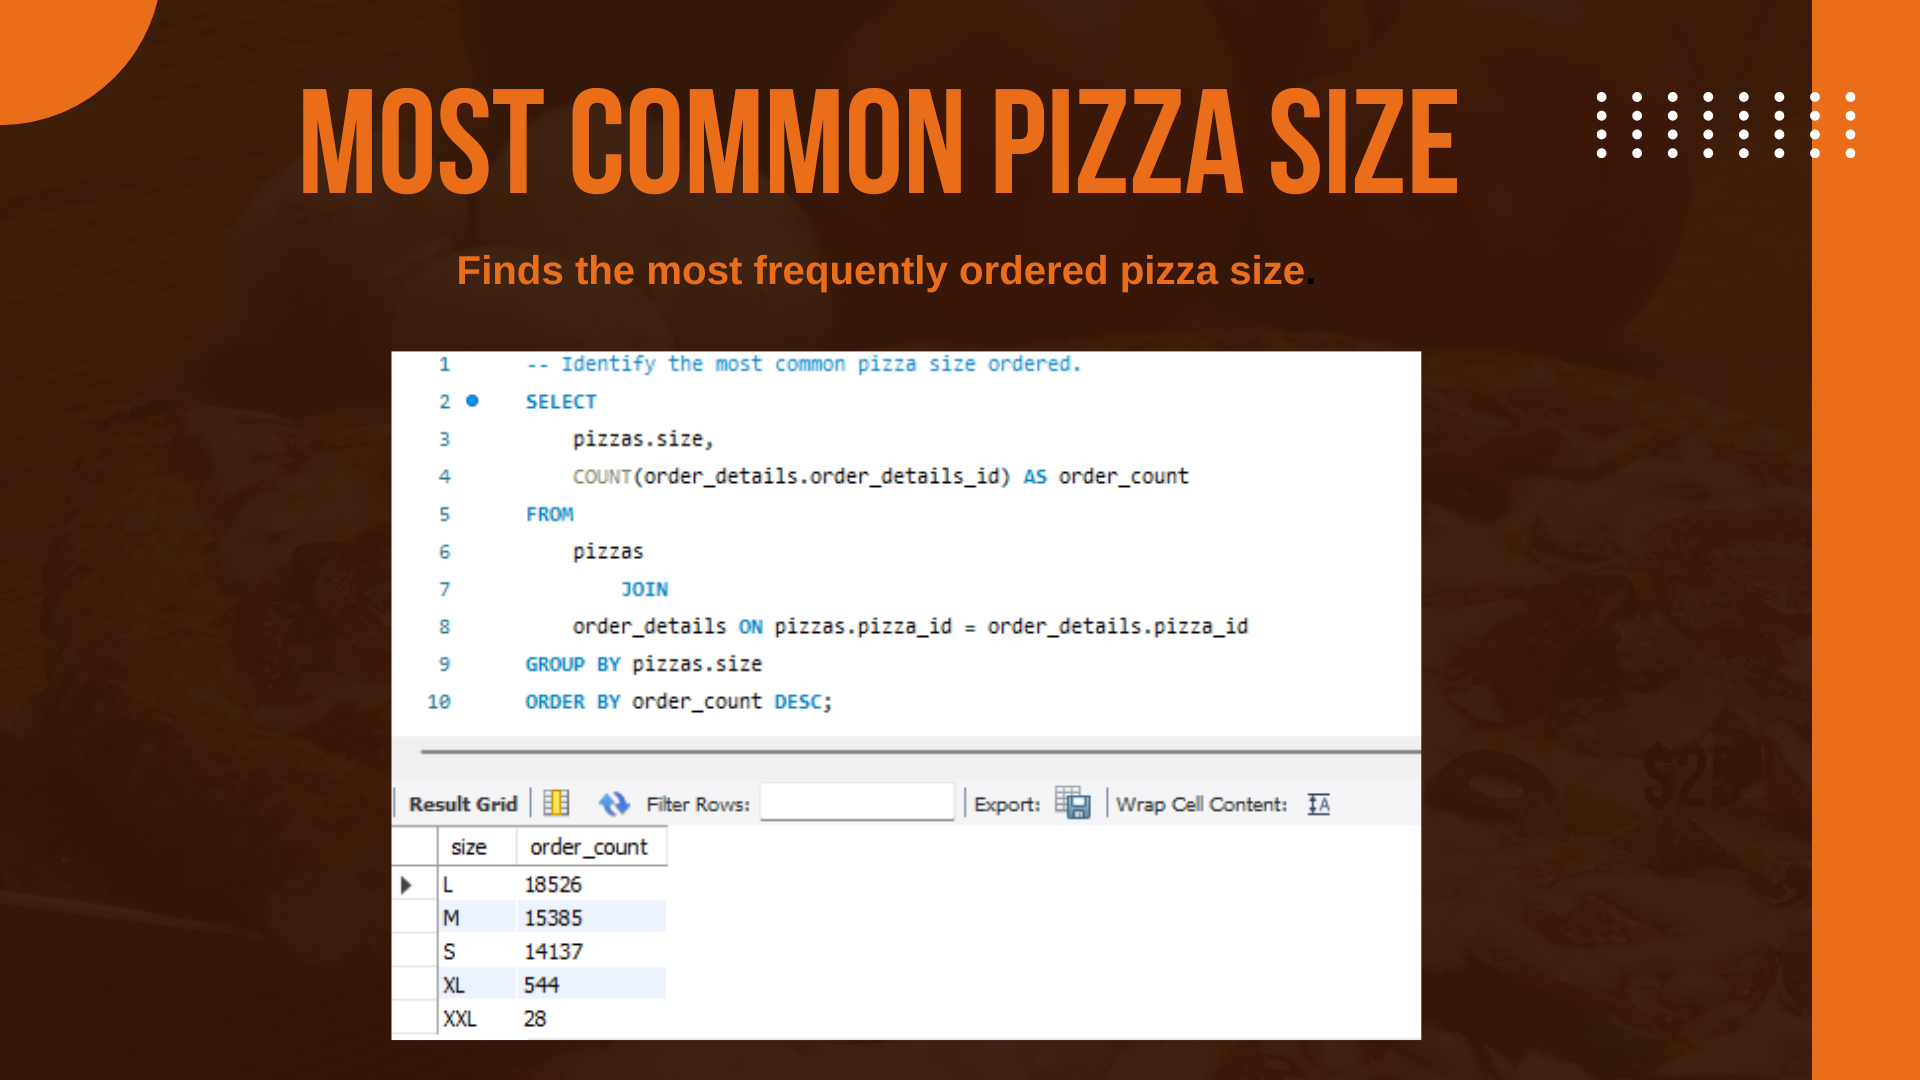 MOST COMMON PIZZA SIZE
Finds the most frequently ordered pizza size.
1 -- Identify the most common pizza size ordered.
2 SELECT
3 pizzas.size,
4 COUNT(order_details.order_details_id) AS order_count
5 FROM
6 pizzas
7 JOIN
8 order_details ON pizzas.pizza_id = order_details.pizza_id
9 GROUP BY pizzas.size
10 ORDER BY order_count DESC;
Result Grid Filter Rows: Export: Wrap Cell Content:
size order_count
L 18526
M 15385
S 14137
XL 544
XXL 28